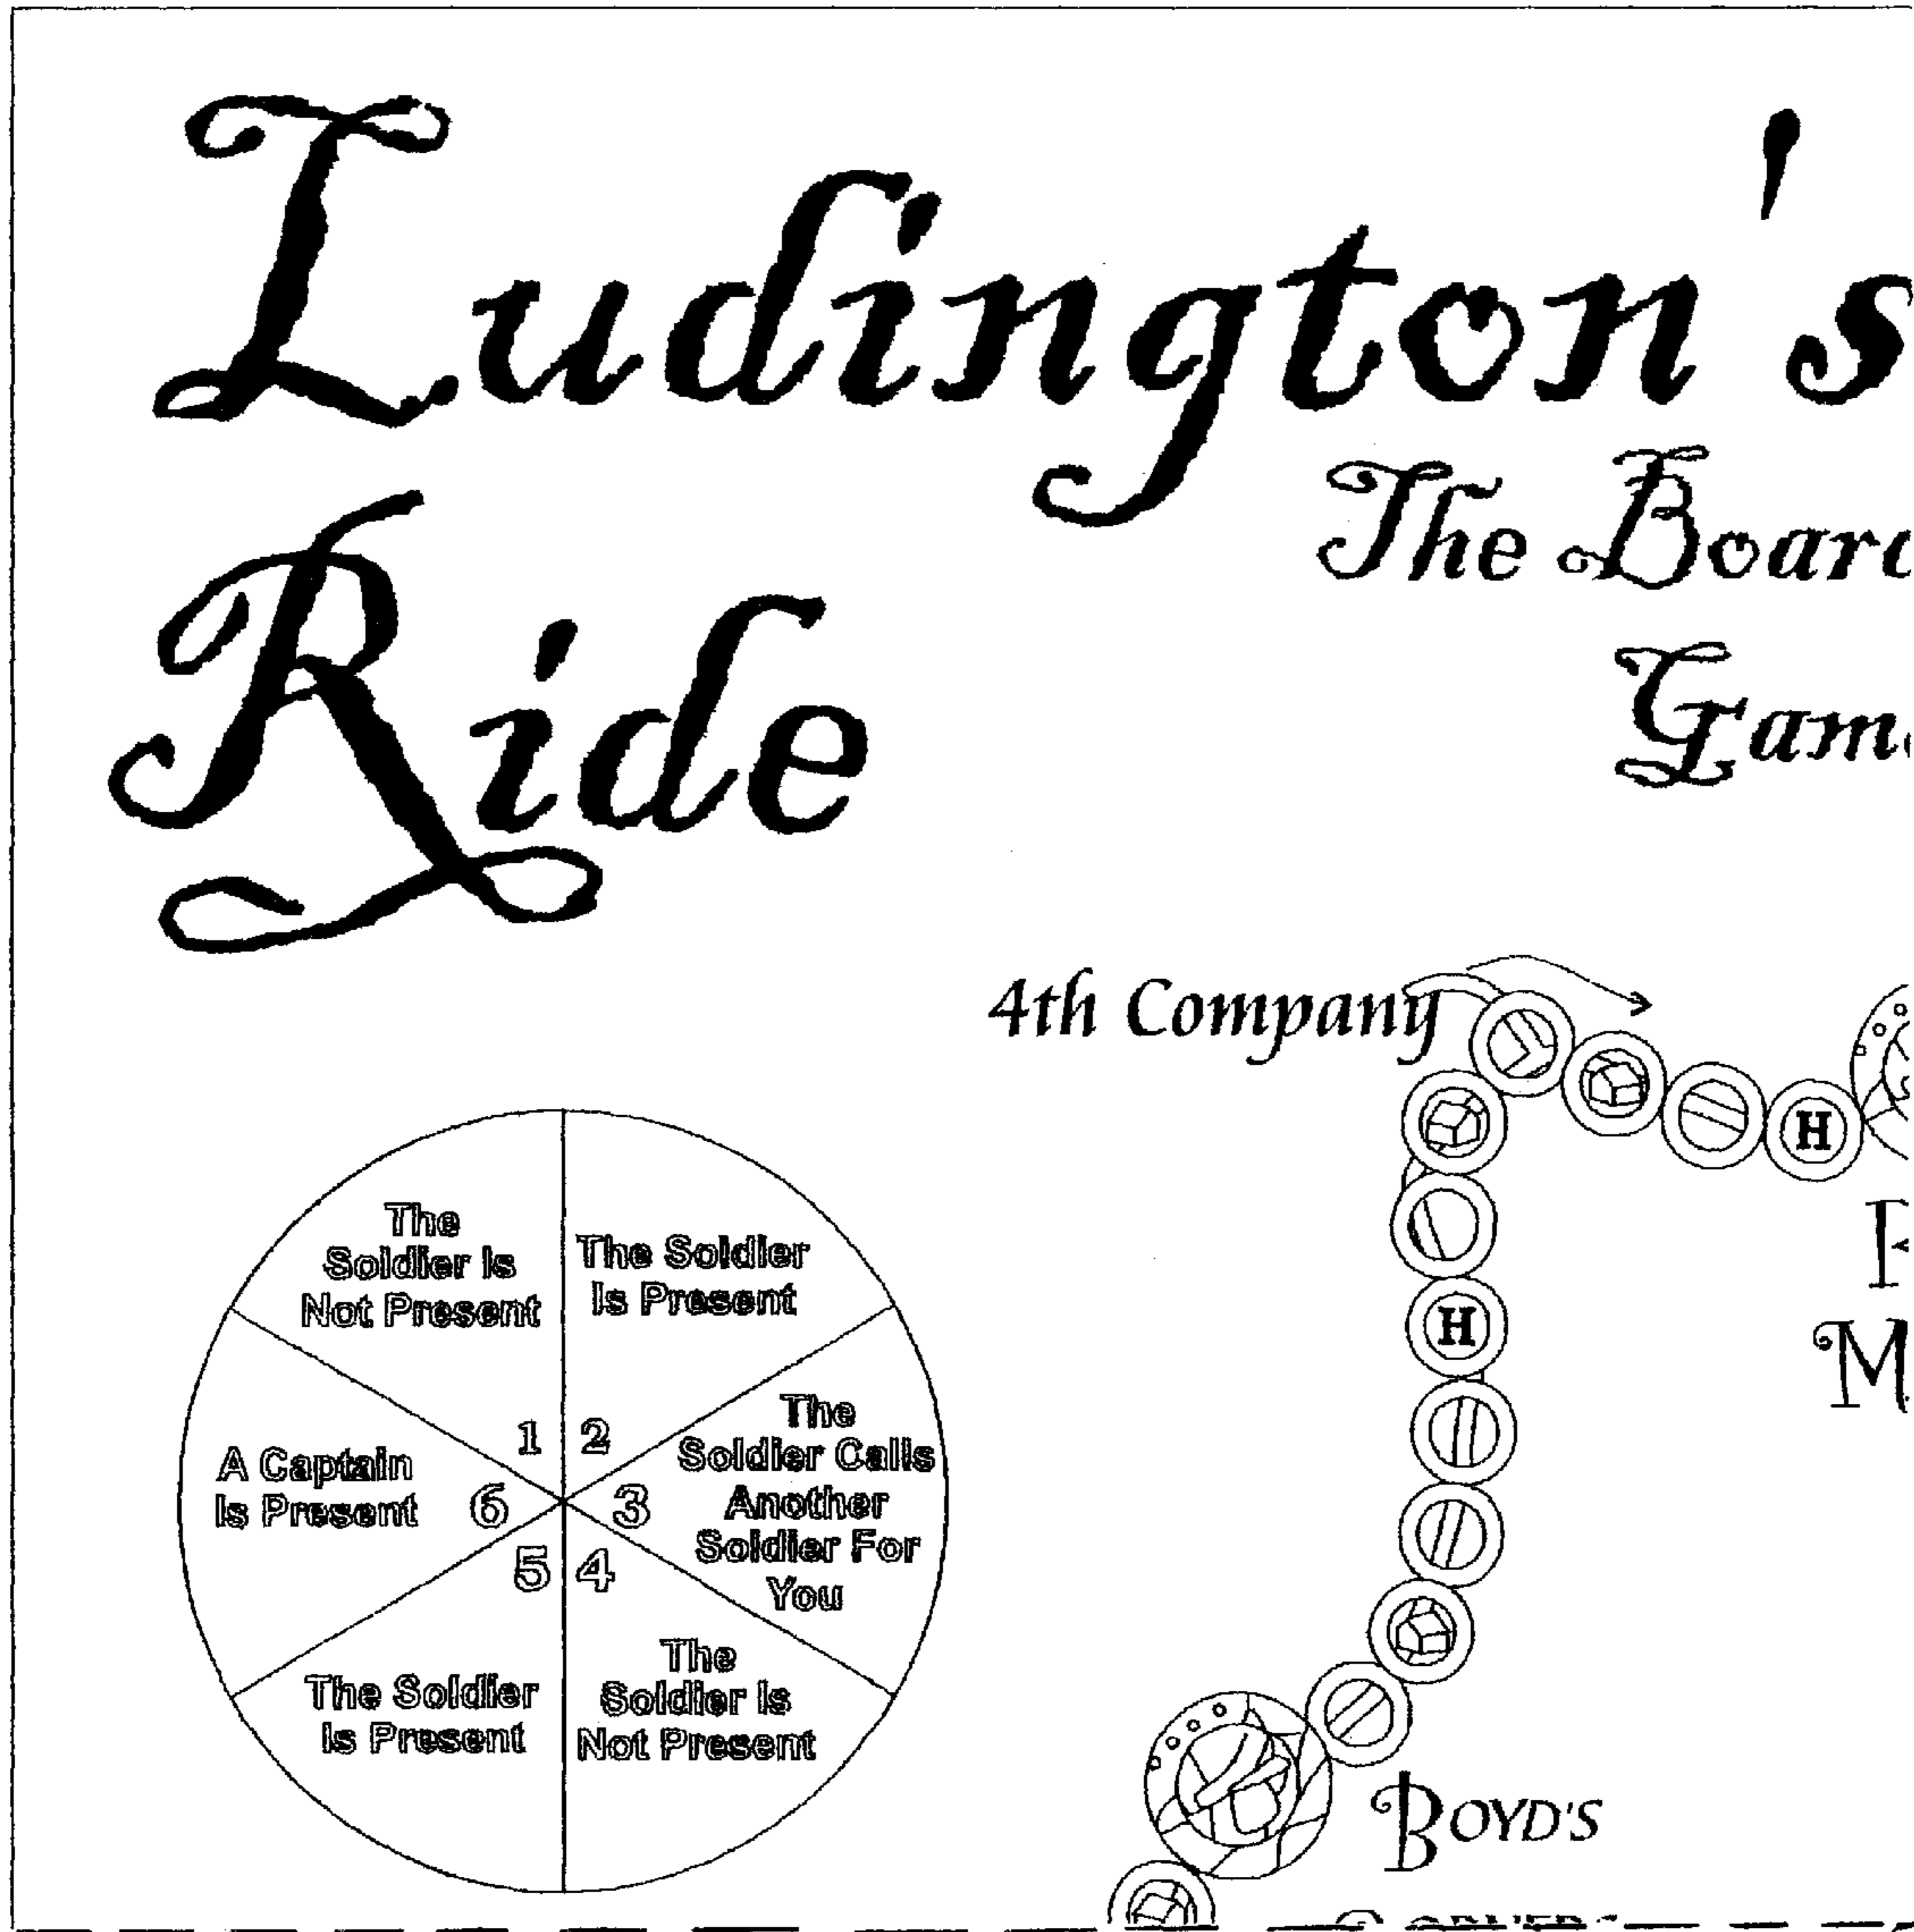 Ludington's
Ride
The Board
Game
4th Company
H
H
The
Soldier Is
Not Present
1
The Soldier
Is Present
2
The
Soldier Calls
Another
Soldier For
You
3
The
Soldier Is
Not Present
4
The Soldier
Is Present
5
A Captain
Is Present
6
M
BOYD'S